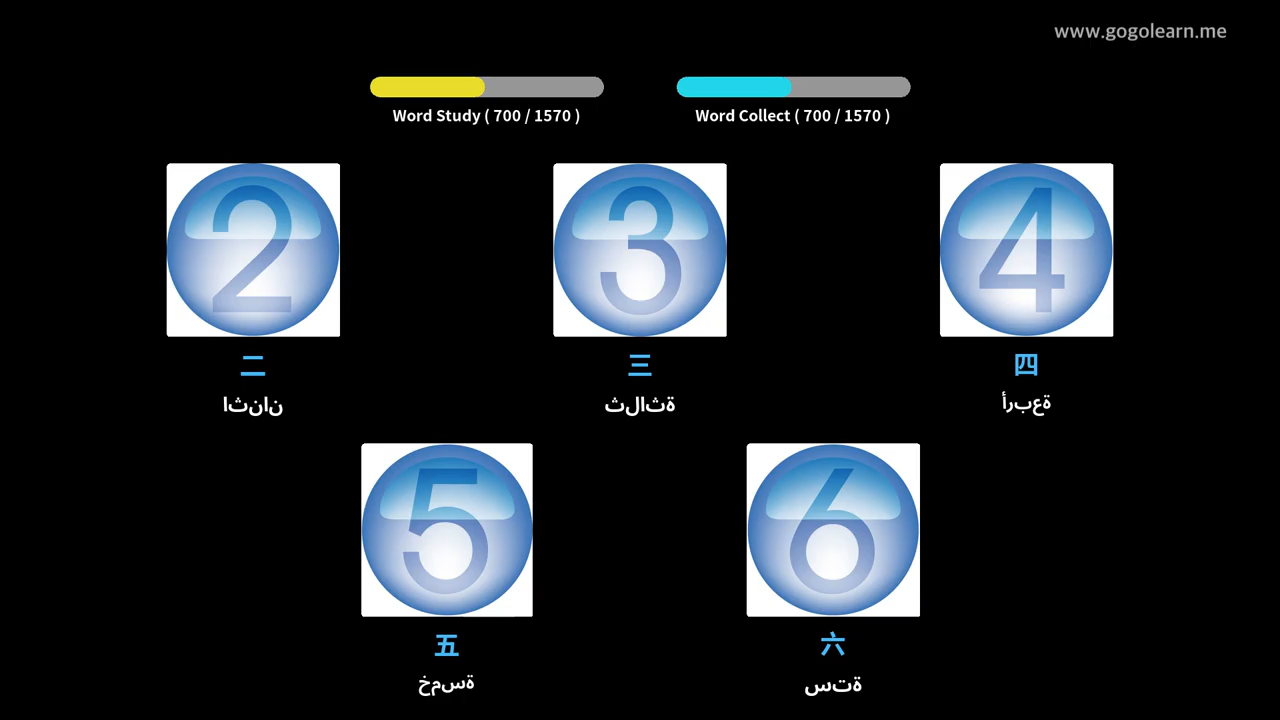 www.gogolearn.me
Word Study ( 700 / 1570 )
Word Collect ( 700 / 1570 )
2
3
4
二
三
四
اثنان
ثلاثة
أربعة
5
6
五
六
خمسة
ستة